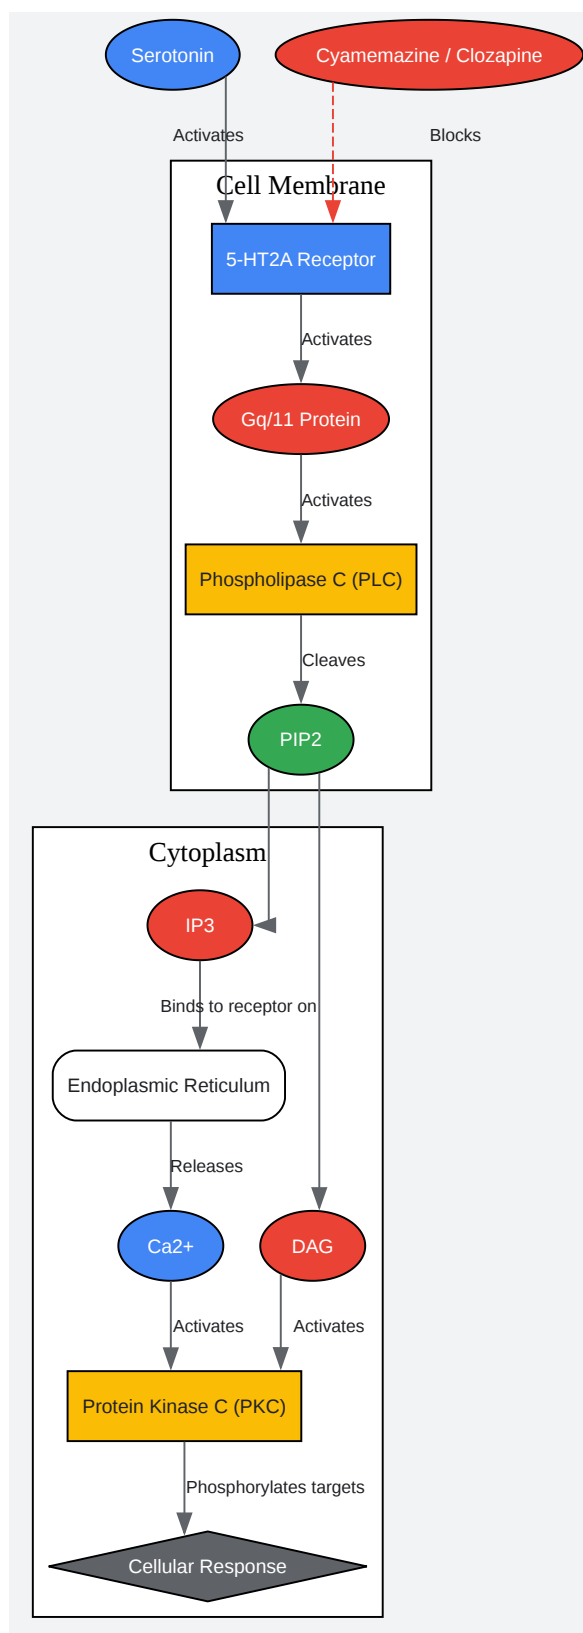 Serotonin
Cyamemazine / Clozapine
Activates
Blocks
Cell Membrane
5-HT2A Receptor
Activates
Gq/11 Protein
Activates
Phospholipase C (PLC)
Cleaves
PIP2
Cytoplasm
IP3
Binds to receptor on
Endoplasmic Reticulum
Releases
Ca2+
DAG
Activates
Activates
Protein Kinase C (PKC)
Phosphorylates targets
Cellular Response